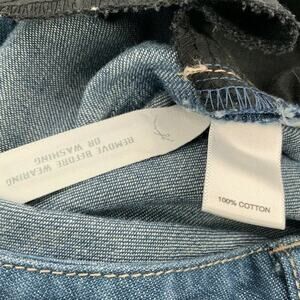 REMOVE BEFORE WEARING
OR WASHING
100% COTTON